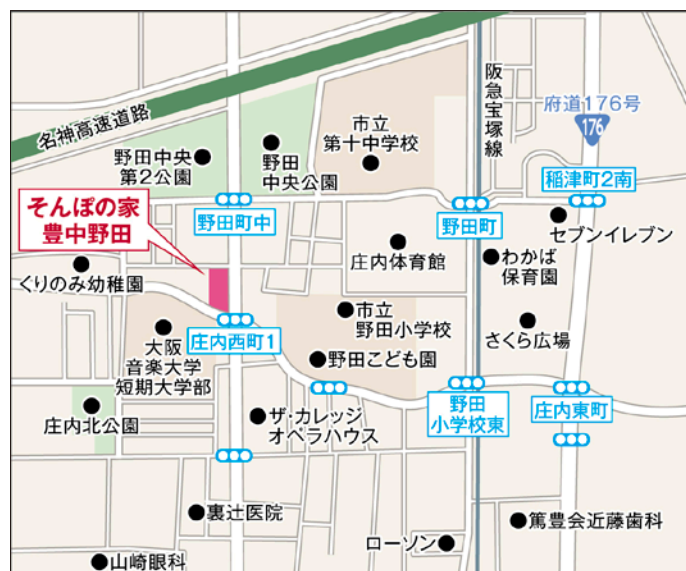 名神高速道路
阪急宝塚線
府道176号
176
市立
第十中学校
野田中央
第2公園
野田
中央公園
稲津町2南
そんぽの家
豊中野田
野田町中
野田町
セブンイレブン
庄内体育館
わかば
保育園
くりのみ幼稚園
市立
野田小学校
さくら広場
庄内西町1
大阪
音楽大学
短期大学部
野田こども園
野田
小学校東
庄内東町
庄内北公園
ザ・カレッジ
オペラハウス
裏辻医院
篤豊会近藤歯科
ローソン
山崎眼科